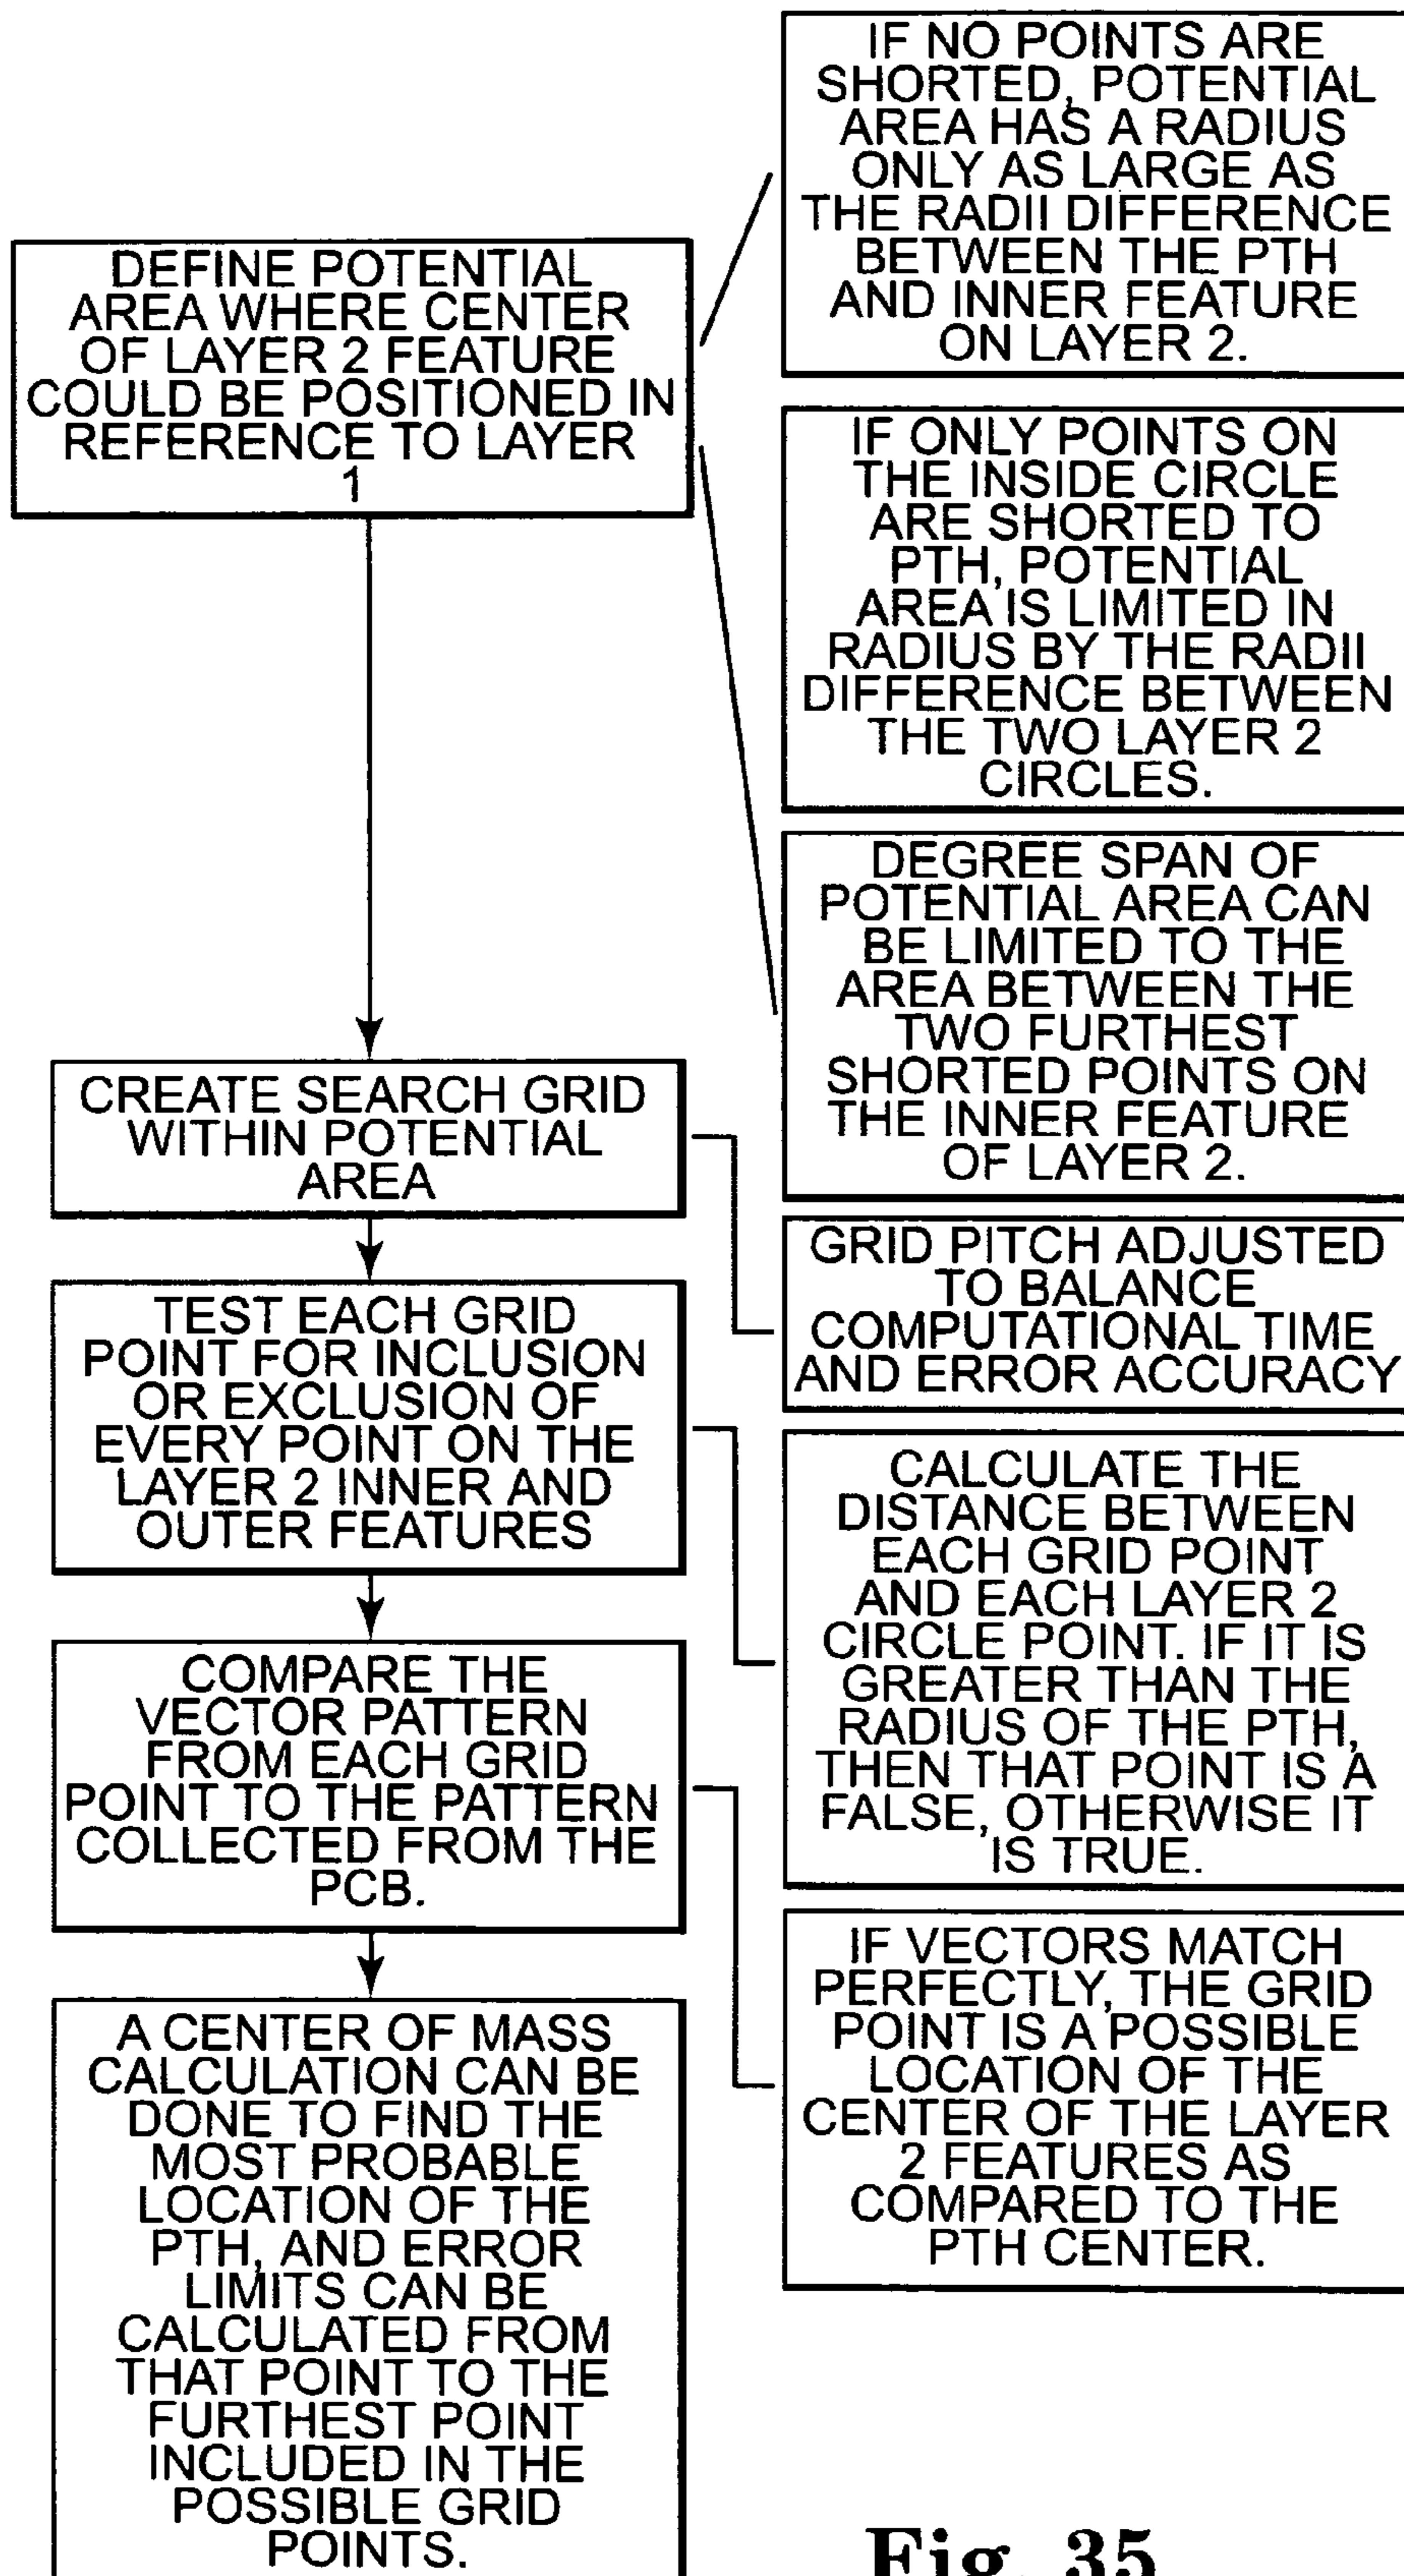 DEFINE POTENTIAL
AREA WHERE CENTER
OF LAYER 2 FEATURE
COULD BE POSITIONED IN
REFERENCE TO LAYER
1
IF NO POINTS ARE
SHORTED, POTENTIAL
AREA HAS A RADIUS
ONLY AS LARGE AS
THE RADII DIFFERENCE
BETWEEN THE PTH
AND INNER FEATURE
ON LAYER 2.
IF ONLY POINTS ON
THE INSIDE CIRCLE
ARE SHORTED TO
PTH, POTENTIAL
AREA IS LIMITED IN
RADIUS BY THE RADII
DIFFERENCE BETWEEN
THE TWO LAYER 2
CIRCLES.
DEGREE SPAN OF
POTENTIAL AREA CAN
BE LIMITED TO THE
AREA BETWEEN THE
TWO FURTHEST
SHORTED POINTS ON
THE INNER FEATURE
OF LAYER 2.
CREATE SEARCH GRID
WITHIN POTENTIAL
AREA
GRID PITCH ADJUSTED
TO BALANCE
COMPUTATIONAL TIME
AND ERROR ACCURACY
TEST EACH GRID
POINT FOR INCLUSION
OR EXCLUSION OF
EVERY POINT ON THE
LAYER 2 INNER AND
OUTER FEATURES
CALCULATE THE
DISTANCE BETWEEN
EACH GRID POINT
AND EACH LAYER 2
CIRCLE POINT. IF IT IS
GREATER THAN THE
RADIUS OF THE PTH,
THEN THAT POINT IS A
FALSE, OTHERWISE IT
IS TRUE.
COMPARE THE
VECTOR PATTERN
FROM EACH GRID
POINT TO THE PATTERN
COLLECTED FROM THE
PCB.
IF VECTORS MATCH
PERFECTLY, THE GRID
POINT IS A POSSIBLE
LOCATION OF THE
CENTER OF THE LAYER
2 FEATURES AS
COMPARED TO THE
PTH CENTER.
A CENTER OF MASS
CALCULATION CAN BE
DONE TO FIND THE
MOST PROBABLE
LOCATION OF THE
PTH, AND ERROR
LIMITS CAN BE
CALCULATED FROM
THAT POINT TO THE
FURTHEST POINT
INCLUDED IN THE
POSSIBLE GRID
POINTS.
Fig. 35